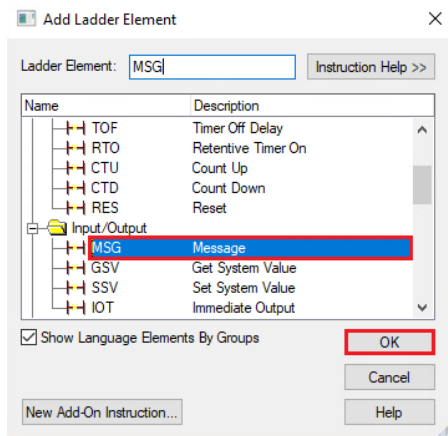 Add Ladder Element
Ladder Element: MSG Instruction Help >>
Name Description
TOF Timer Off Delay
RTO Retentive Timer On
CTU Count Up
CTD Count Down
RES Reset
Input/Output
MSG Message
GSV Get System Value
SSV Set System Value
IOT Immediate Output
Show Language Elements By Groups OK
Cancel
New Add-On Instruction... Help